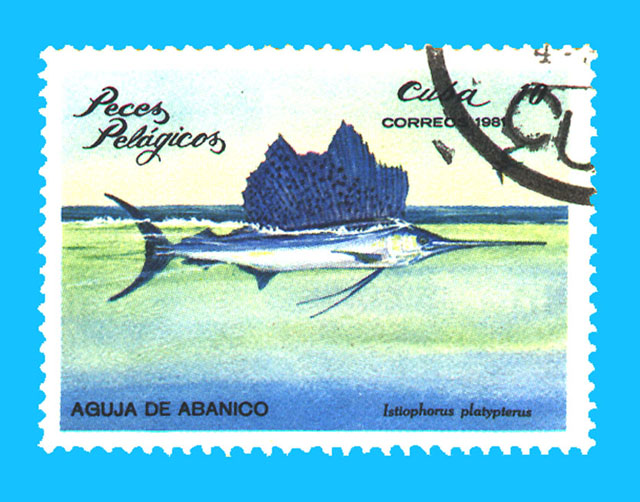 Peces
Pelágicos
Cuba 10
CORREOS 1981
AGUJA DE ABANICO
Istiophorus platypterus